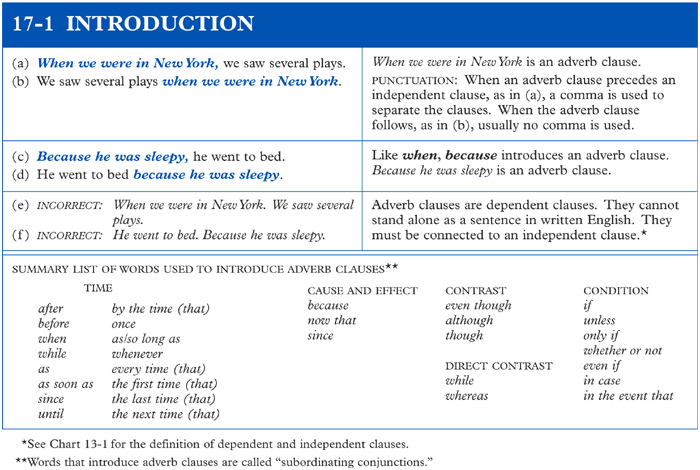 17-1 INTRODUCTION
(a) When we were in New York, we saw several plays.
(b) We saw several plays when we were in New York.
When we were in New York is an adverb clause.
PUNCTUATION: When an adverb clause precedes an
independent clause, as in (a), a comma is used to
separate the clauses. When the adverb clause
follows, as in (b), usually no comma is used.
(c) Because he was sleepy, he went to bed.
(d) He went to bed because he was sleepy.
Like when, because introduces an adverb clause.
Because he was sleepy is an adverb clause.
(e) INCORRECT: When we were in New York. We saw several
plays.
(f) INCORRECT: He went to bed. Because he was sleepy.
Adverb clauses are dependent clauses. They cannot
stand alone as a sentence in written English. They
must be connected to an independent clause.*
SUMMARY LIST OF WORDS USED TO INTRODUCE ADVERB CLAUSES**
TIME
after by the time (that)
before once
when as/so long as
while whenever
as every time (that)
as soon as the first time (that)
since the last time (that)
until the next time (that)
CAUSE AND EFFECT
because
now that
since
CONTRAST
even though
although
though
DIRECT CONTRAST
while
whereas
CONDITION
if
unless
only if
whether or not
even if
in case
in the event that
*See Chart 13-1 for the definition of dependent and independent clauses.
**Words that introduce adverb clauses are called “subordinating conjunctions.”